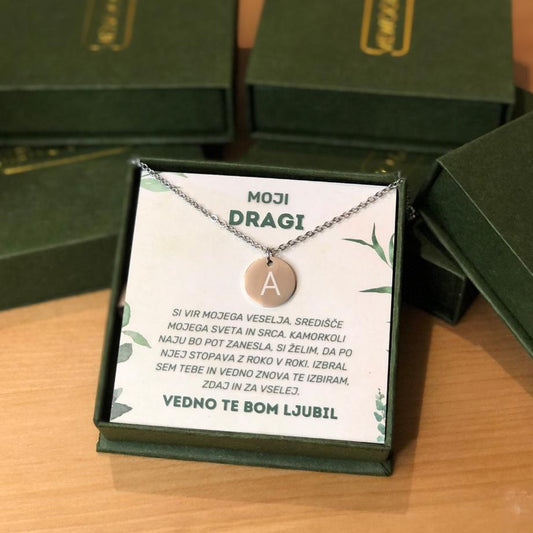 MOJI
DRAGI
A
SI VIR MOJEGA VESELJA, SREDIŠČE
MOJEGA SVETA IN SRCA. KAMORKOLI
NAJU BO POT ZANESLA, SI ŽELIM, DA PO
NJEJ STOPAVA Z ROKO V ROKI. IZBRAL
SEM TEBE IN VEDNO ZNOVA TE IZBIRAM,
ZDAJ IN ZA VSELEJ.
VEDNO TE BOM LJUBIL